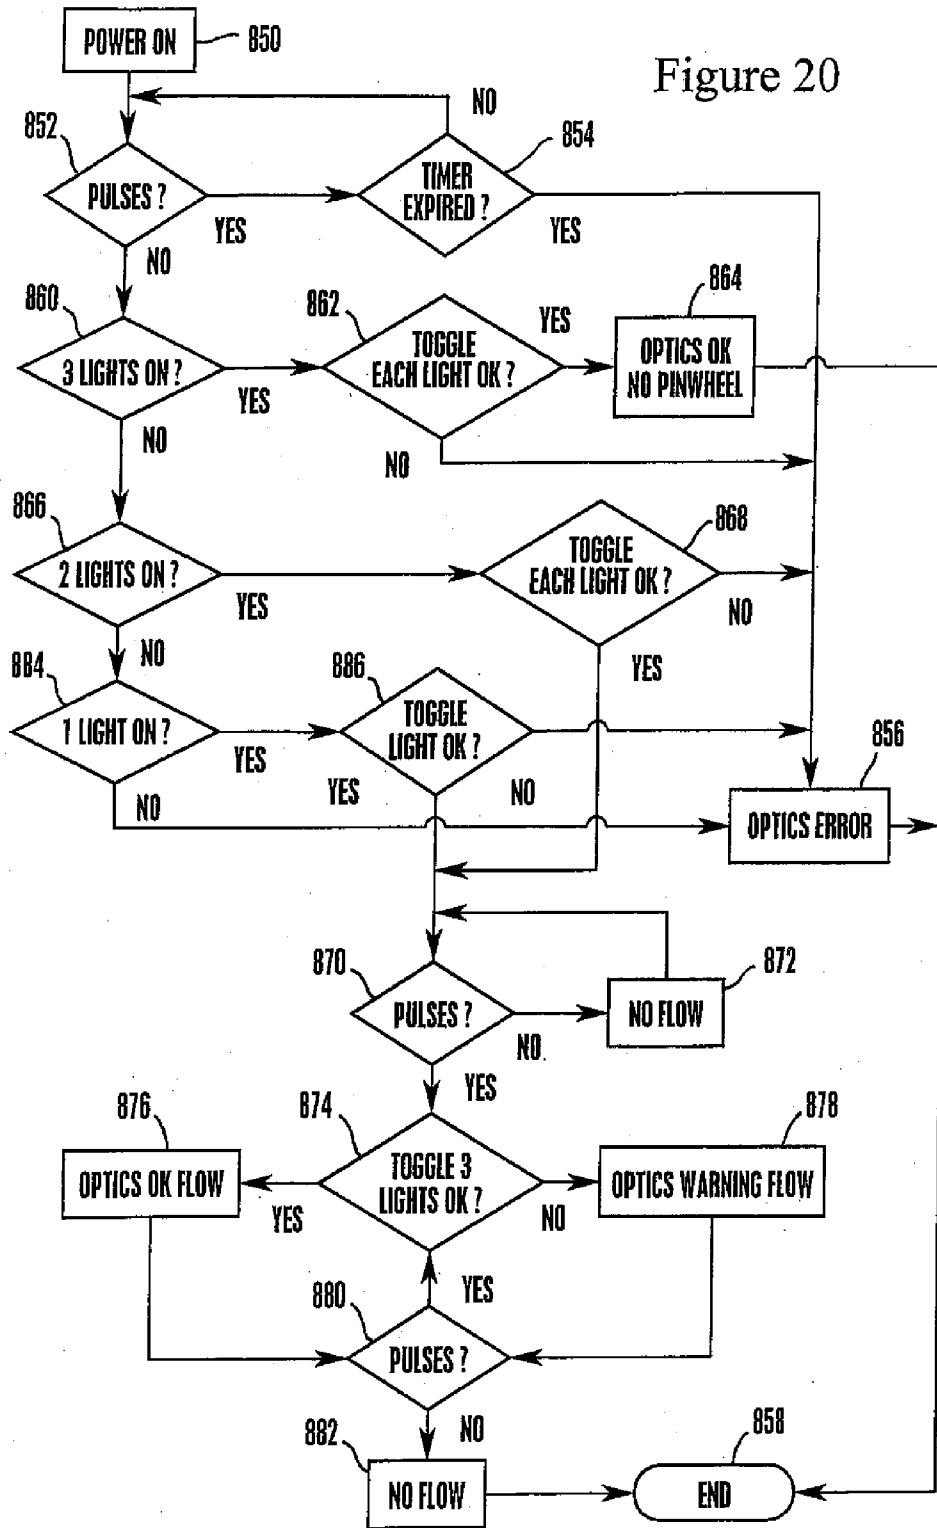 POWER ON
850
Figure 20
NO
852
854
PULSES ?
TIMER
EXPIRED ?
YES
YES
NO
860
862
864
YES
3 LIGHTS ON ?
TOGGLE
EACH LIGHT OK ?
OPTICS OK
NO PINWHEEL
YES
NO
NO
866
868
2 LIGHTS ON ?
TOGGLE
EACH LIGHT OK ?
YES
NO
NO
YES
884
886
1 LIGHT ON ?
TOGGLE
LIGHT OK ?
856
YES
YES
NO
NO
OPTICS ERROR
870
872
PULSES ?
NO FLOW
NO
YES
876
874
878
OPTICS OK FLOW
TOGGLE 3
LIGHTS OK ?
OPTICS WARNING FLOW
YES
NO
YES
880
PULSES ?
NO
882
858
NO FLOW
END